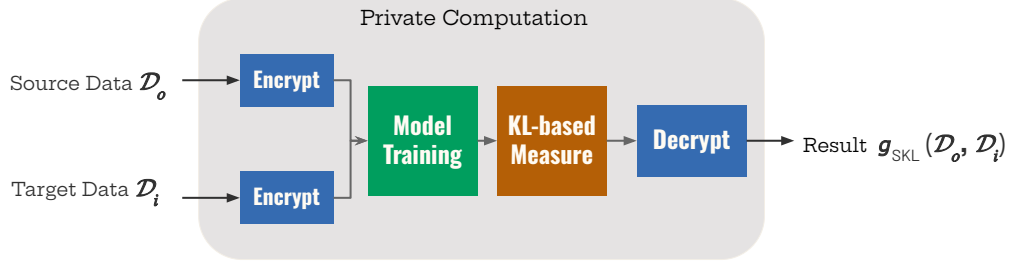 Private Computation
Source Data 𝒟ₒ
Encrypt
Target Data 𝒟ᵢ
Encrypt
Model
Training
KL-based
Measure
Decrypt
Result g_SKL (𝒟ₒ, 𝒟ᵢ)